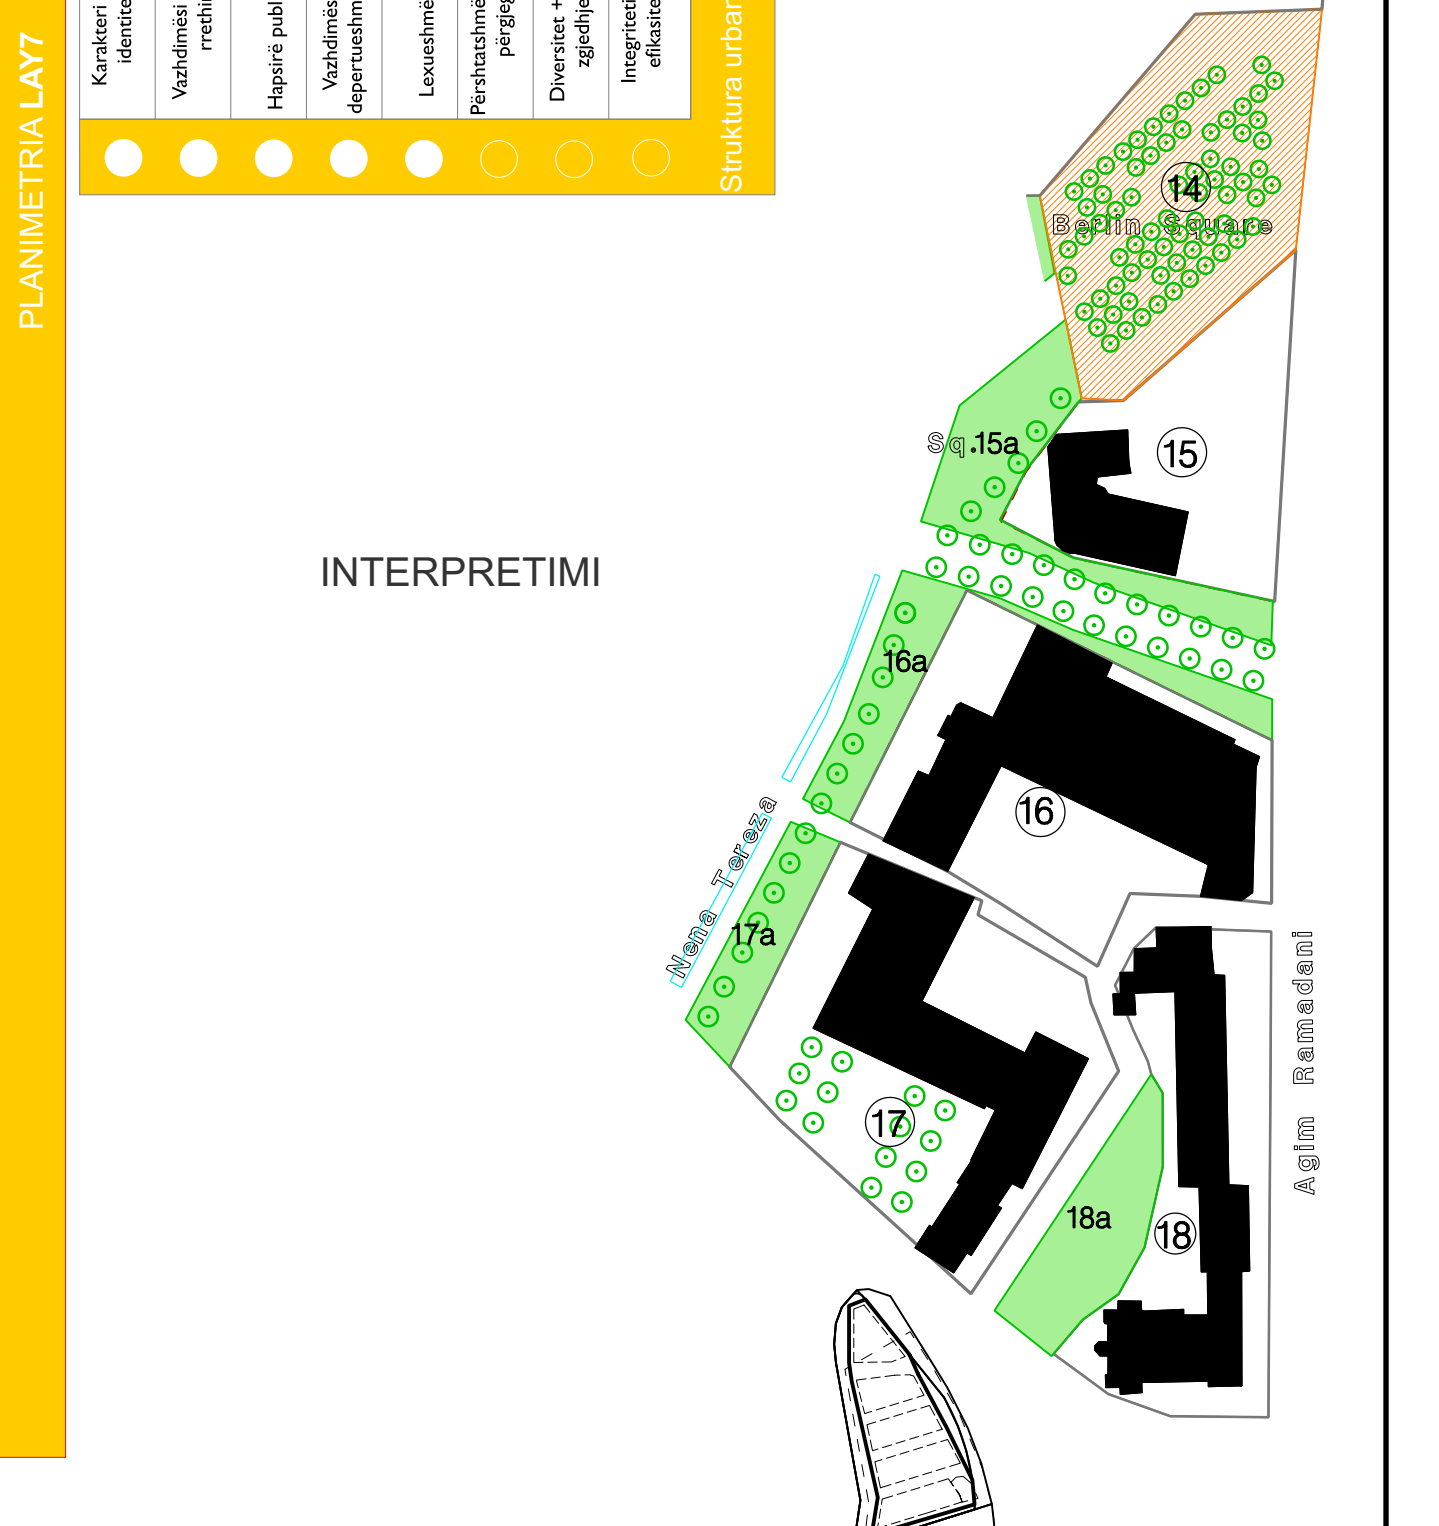 PLANIMETRIA LAY7
Karakteri
identite
Vazhdimësi
rrethi
Hapsirë publ
Vazhdimës
depertueshm
Lexueshmë
Përshtatshmë
përgjeg
Diversitet +
zgjedhje
Integriteti
efikasite
Struktura urban
14
Berlin Square
15
Sq.15a
INTERPRETIMI
16a
16
Nena Tereza
17a
17
Agim Ramadani
18a
18